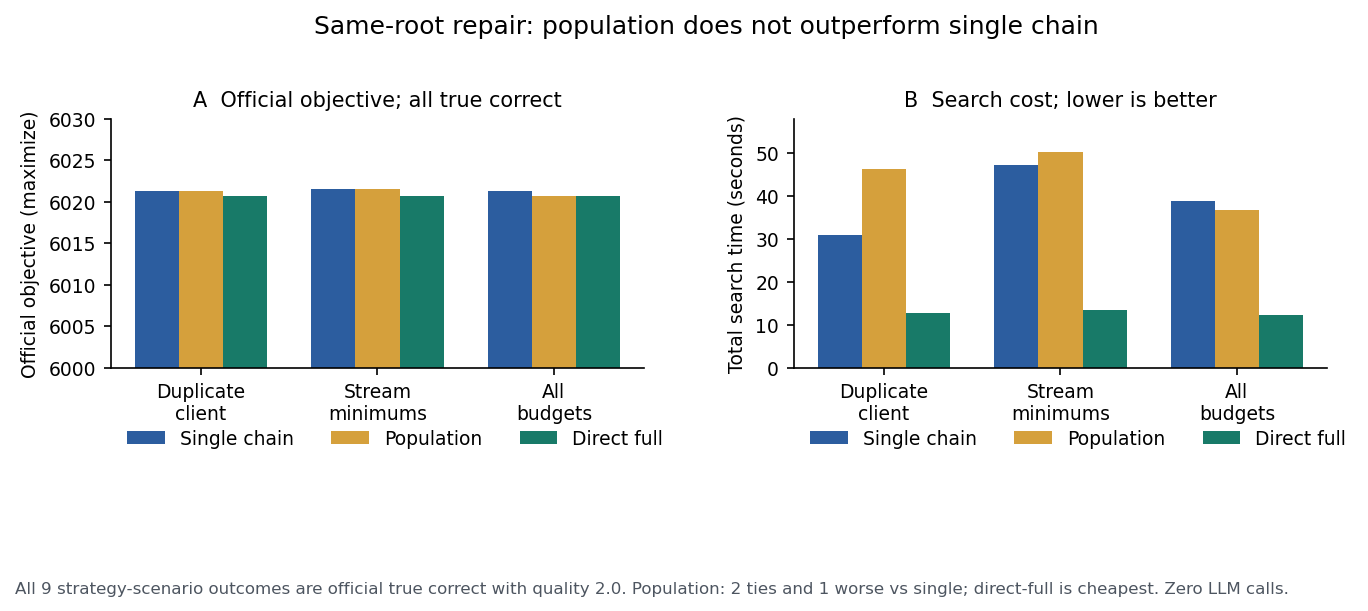 Same-root repair: population does not outperform single chain
A  Official objective; all true correct
Official objective (maximize)
6030
6025
6020
6015
6010
6005
6000
Duplicate
client
Stream
minimums
All
budgets
Single chain
Population
Direct full
B  Search cost; lower is better
Total search time (seconds)
50
40
30
20
10
0
Duplicate
client
Stream
minimums
All
budgets
Single chain
Population
Direct full
All 9 strategy-scenario outcomes are official true correct with quality 2.0. Population: 2 ties and 1 worse vs single; direct-full is cheapest. Zero LLM calls.